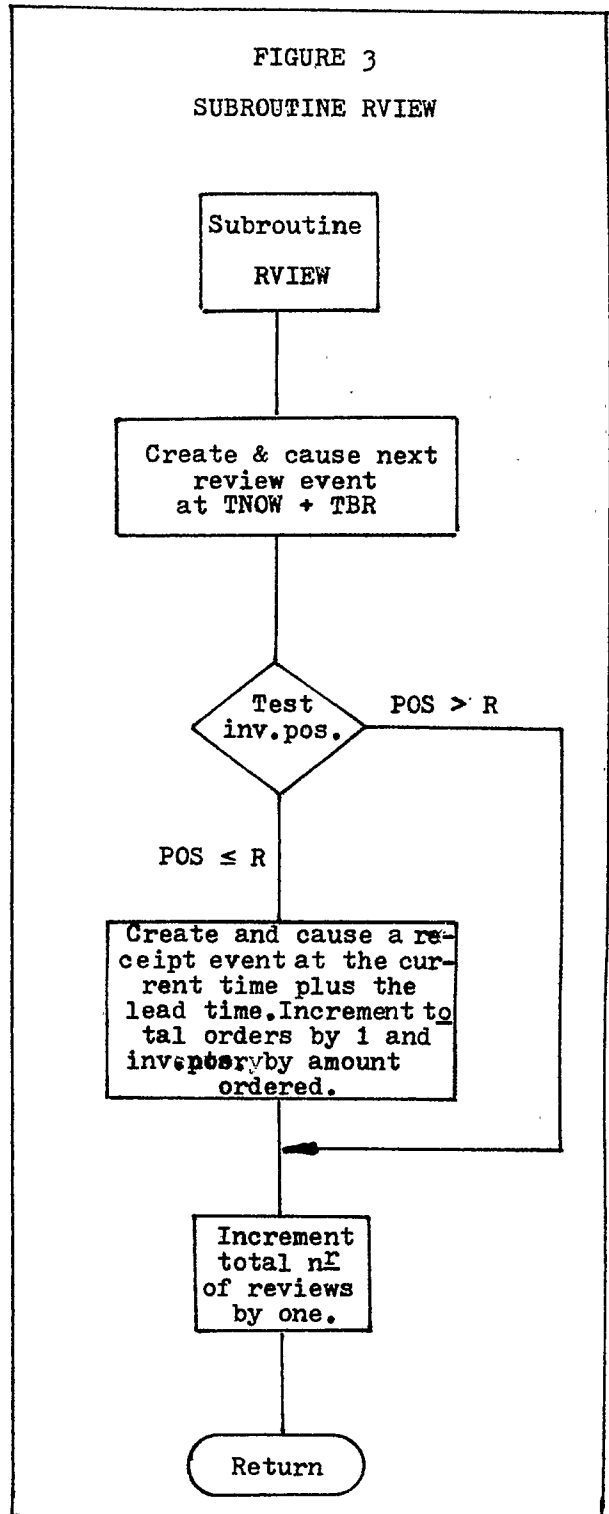 FIGURE 3
SUBROUTINE RVIEW
Subroutine
RVIEW
Create & cause next
review event
at TNOW + TBR
Test
inv.pos.
POS > R
POS ≤ R
Create and cause a re-
ceipt event at the cur-
rent time plus the
lead time.Increment to
tal orders by 1 and
by amount
ordered.
Increment
total nr
of reviews
by one.
Return